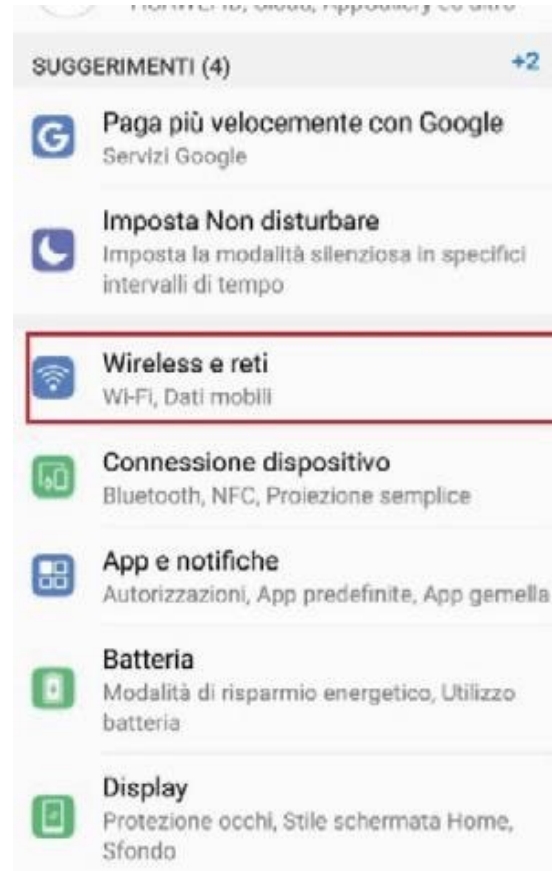 SUGGERIMENTI (4) +2
Paga più velocemente con Google
Servizi Google
Imposta Non disturbare
Imposta la modalità silenziosa in specifici
intervalli di tempo
Wireless e reti
Wi-Fi, Dati mobili
Connessione dispositivo
Bluetooth, NFC, Proiezione semplice
App e notifiche
Autorizzazioni, App predefinite, App gemella
Batteria
Modalità di risparmio energetico, Utilizzo
batteria
Display
Protezione occhi, Stile schermata Home,
Sfondo